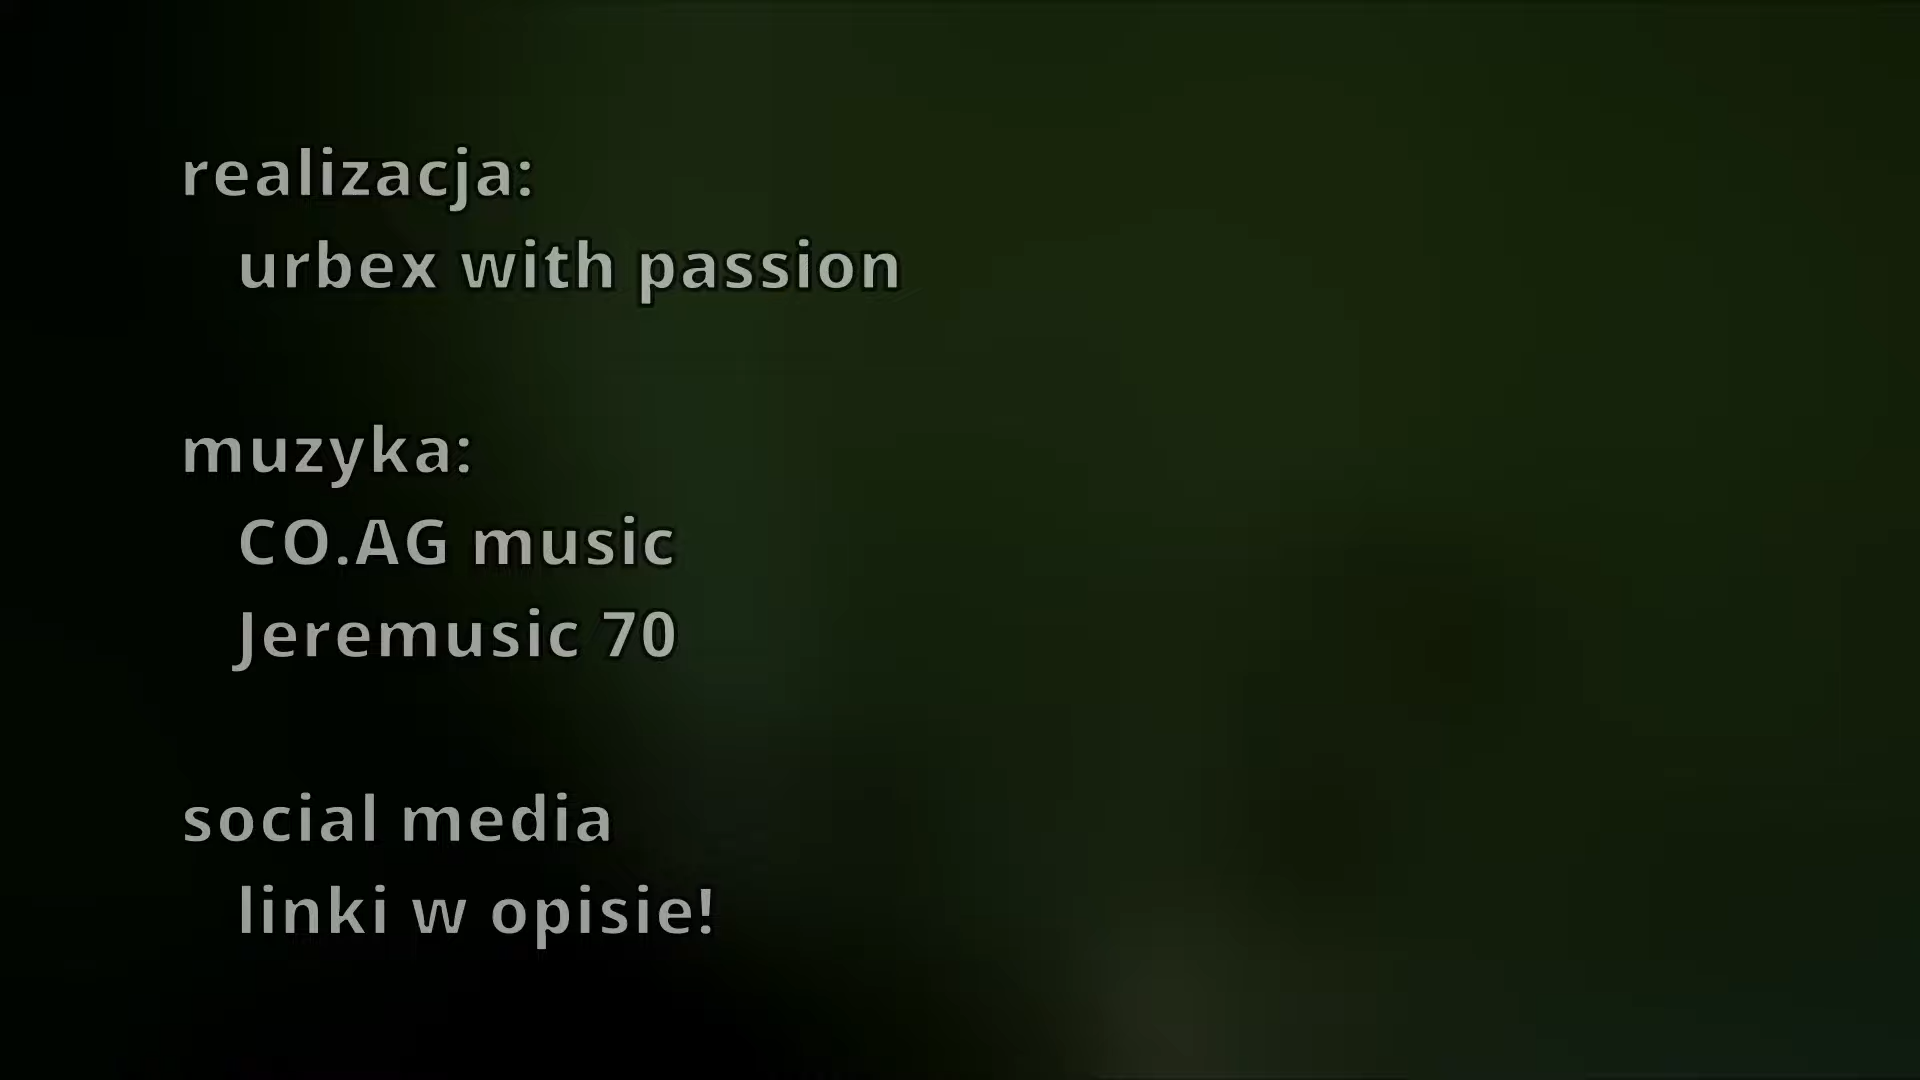 realizacja:
urbex with passion
muzyka:
CO.AG music
Jeremusic 70
social media
linki w opisie!